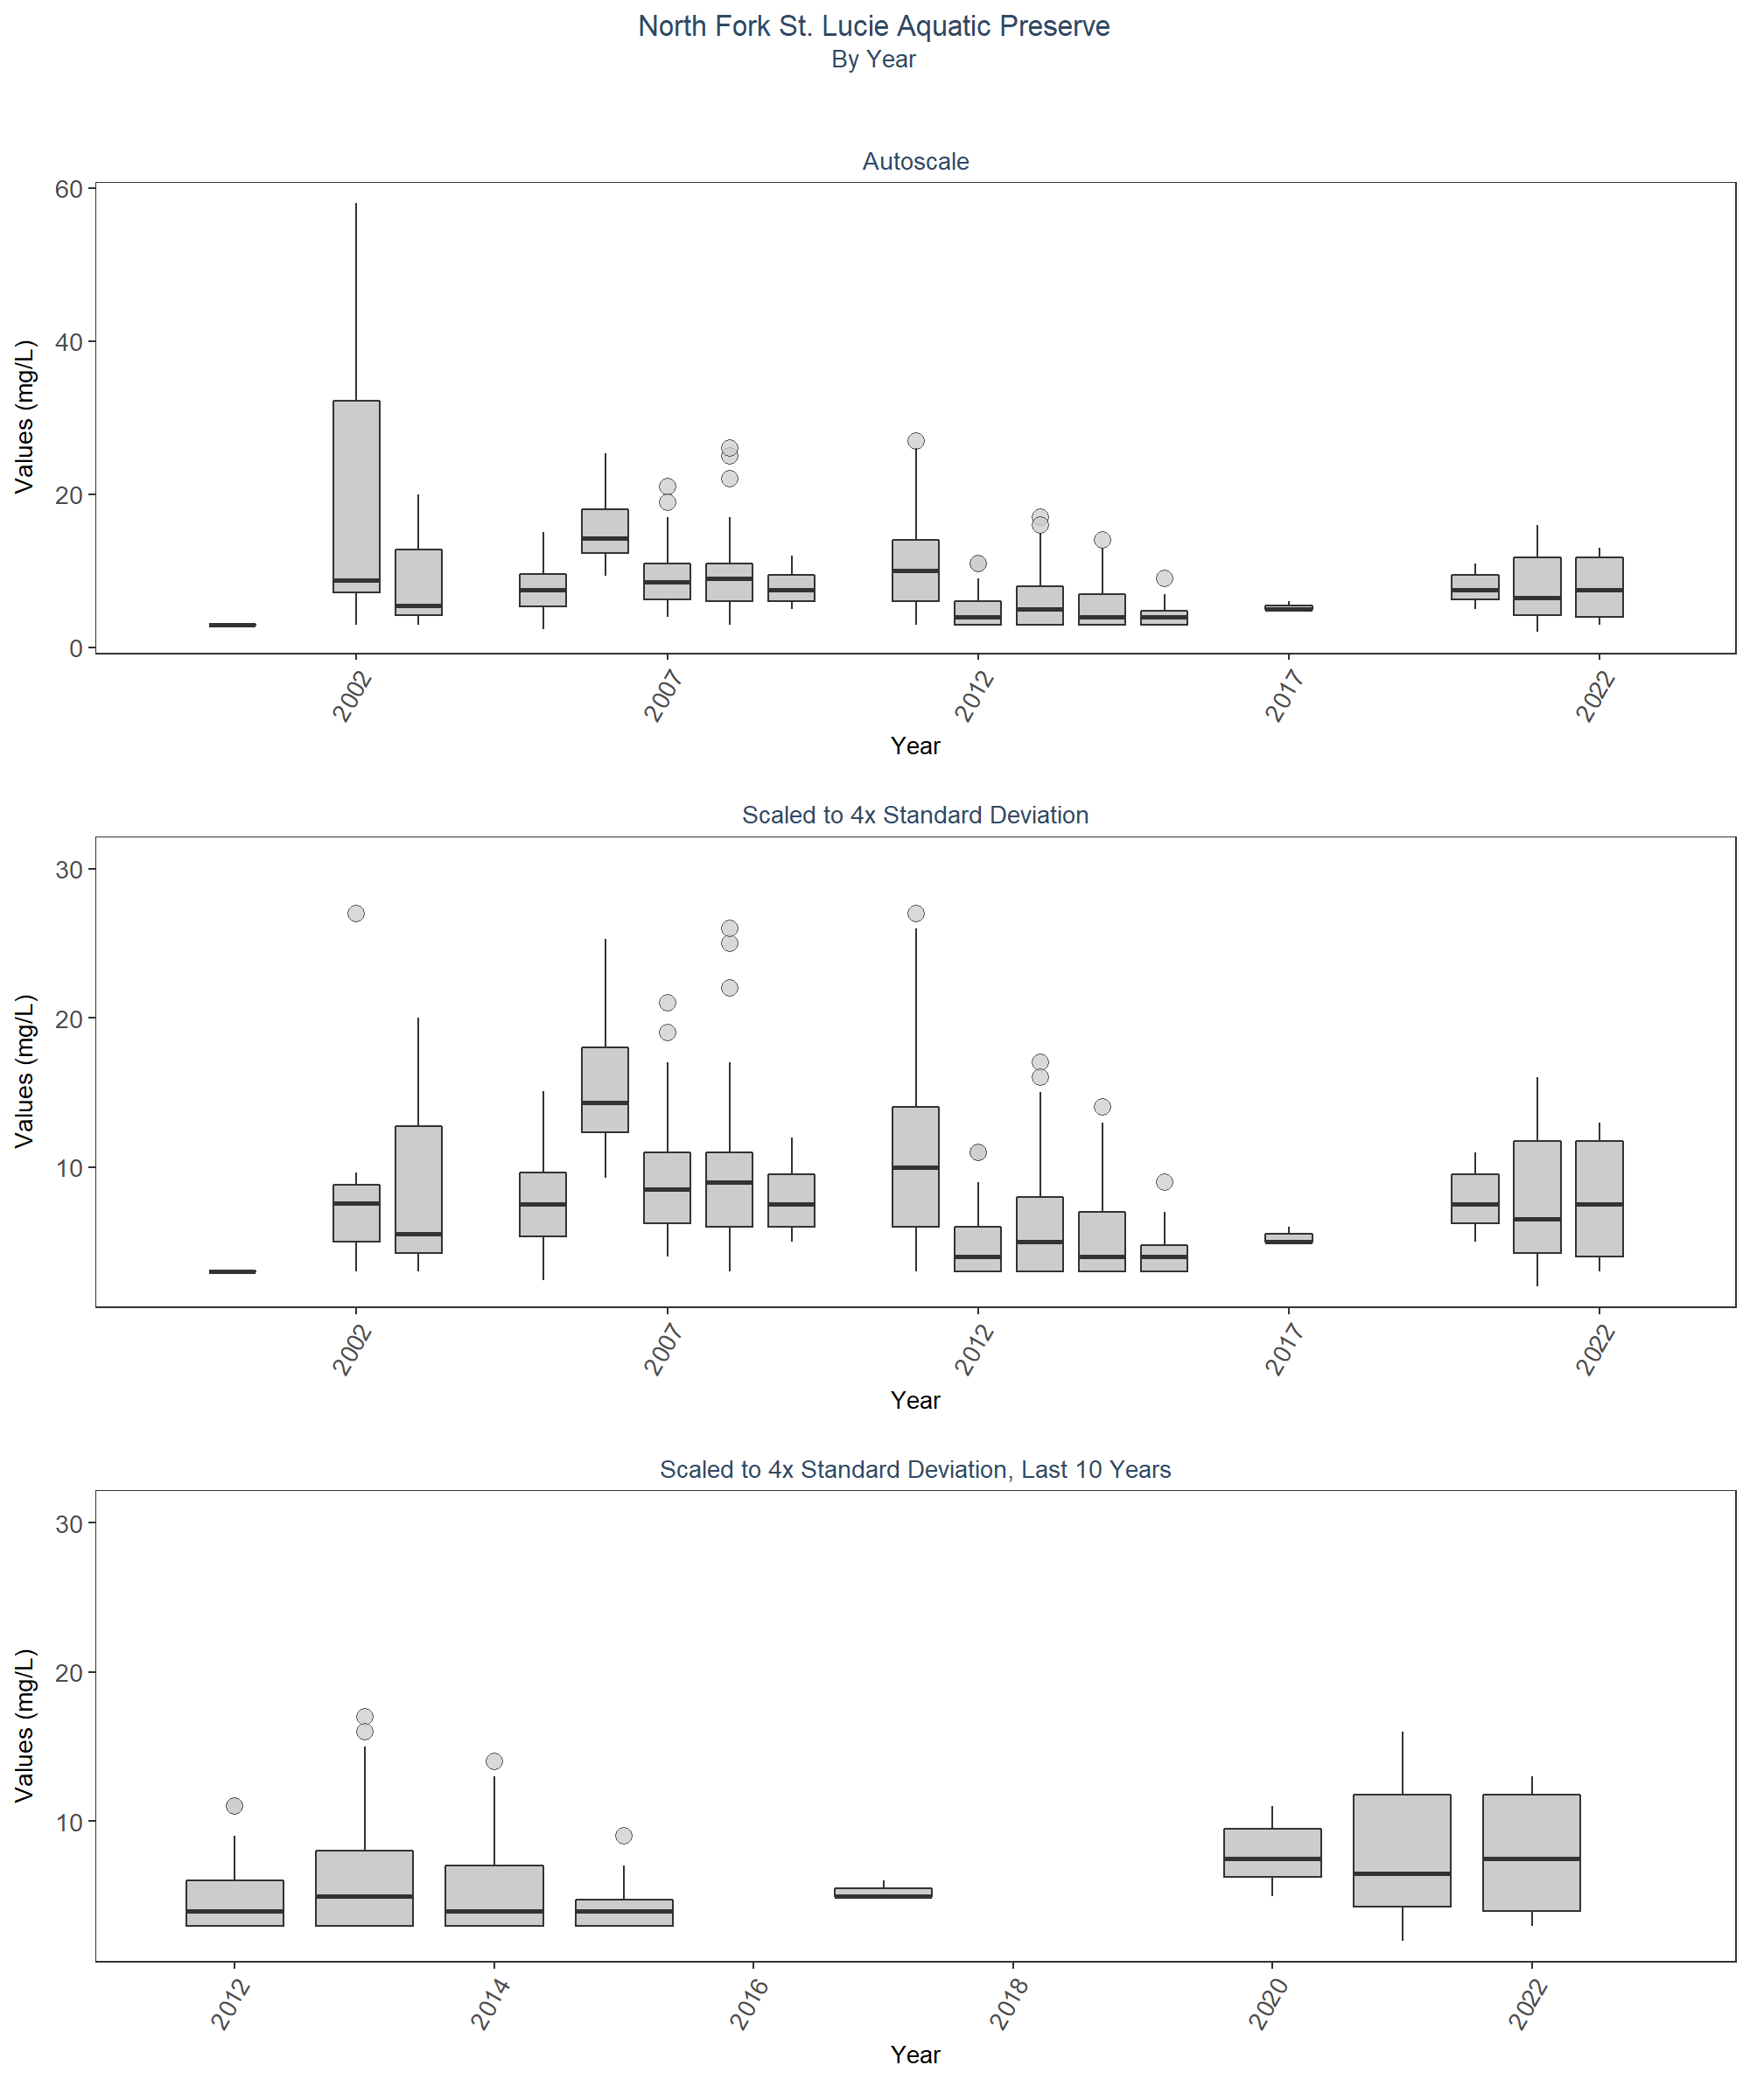 North Fork St. Lucie Aquatic Preserve
By Year
Autoscale
Values (mg/L)
60
40
20
0
2002
2007
2012
2017
2022
Year
Scaled to 4x Standard Deviation
Values (mg/L)
30
20
10
2002
2007
2012
2017
2022
Year
Scaled to 4x Standard Deviation, Last 10 Years
Values (mg/L)
30
20
10
2012
2014
2016
2018
2020
2022
Year